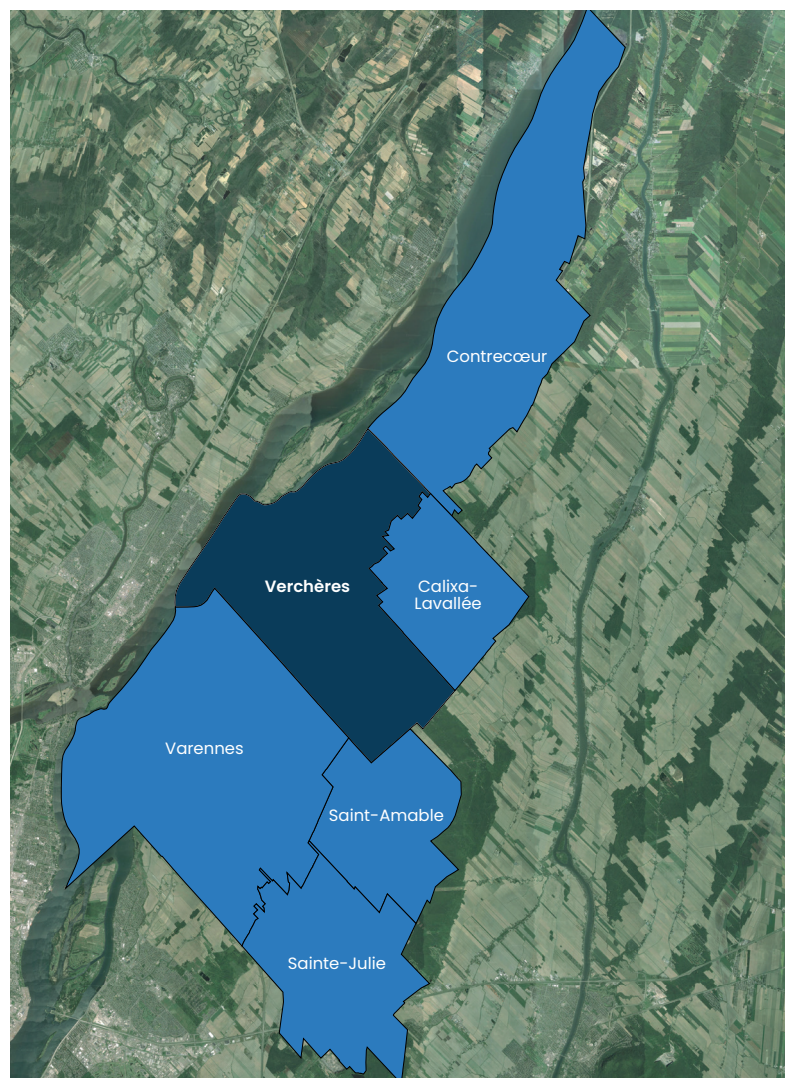 Contrecœur
Verchères
Calixa-
Lavallée
Varennes
Saint-Amable
Sainte-Julie